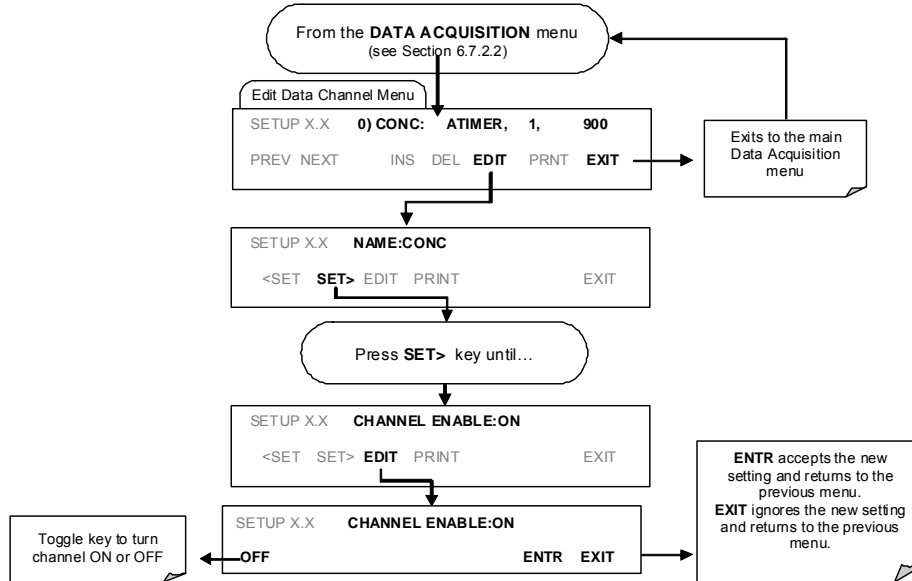 From the DATA ACQUISITION menu
(see Section 6.7.2.2)
Edit Data Channel Menu
SETUP X.X 0) CONC: ATIMER, 1, 900
PREV NEXT INS DEL EDIT PRNT EXIT
Exits to the main
Data Acquisition
menu
SETUP X.X NAME:CONC
<SET SET> EDIT PRINT EXIT
Press SET> key until…
SETUP X.X CHANNEL ENABLE:ON
<SET SET> EDIT PRINT EXIT
SETUP X.X CHANNEL ENABLE:ON
OFF ENTR EXIT
Toggle key to turn
channel ON or OFF
ENTR accepts the new
setting and returns to the
previous menu.
EXIT ignores the new setting
and returns to the previous
menu.